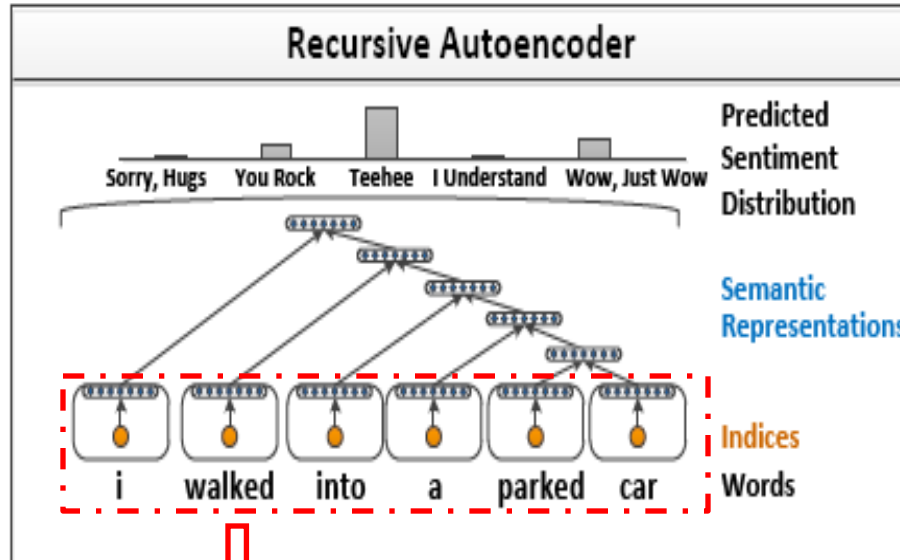 Recursive Autoencoder
Predicted
Sentiment
Distribution
Sorry, Hugs You Rock Teehee I Understand Wow, Just Wow
Semantic
Representations
Indices
i walked into a parked car
Words